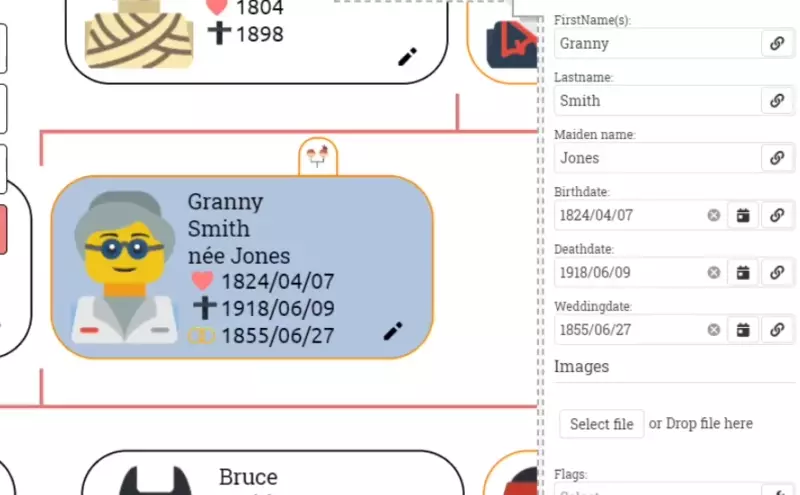 1804
1898
Granny
Smith
née Jones
1824/04/07
1918/06/09
1855/06/27
Bruce
FirstName(s):
Granny
Lastname:
Smith
Maiden name:
Jones
Birthdate:
1824/04/07
Deathdate:
1918/06/09
Weddingdate:
1855/06/27
Images
Select file or Drop file here
Flags: